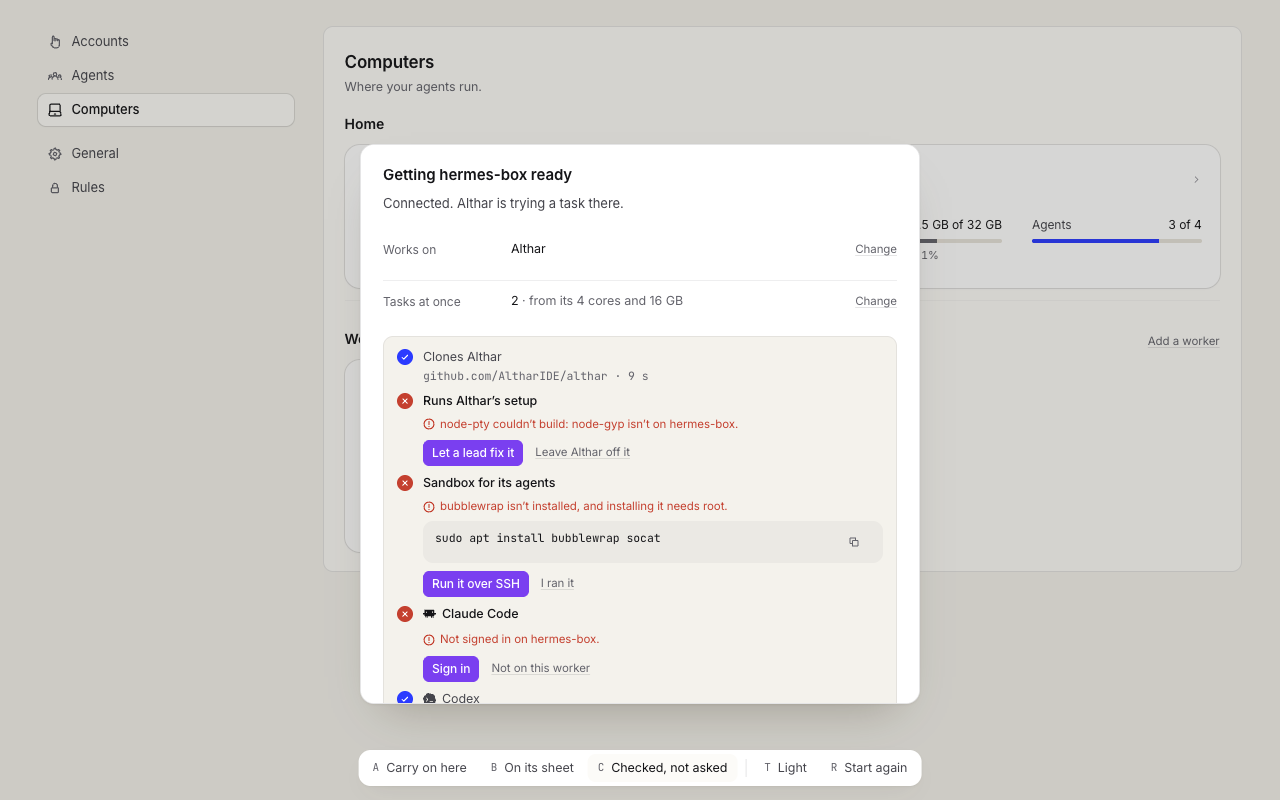 Accounts
Agents
Computers
General
Rules
Computers
Where your agents run.
Home
.5 GB of 32 GB
1%
Agents
3 of 4
Add a worker
Getting hermes-box ready
Connected. Althar is trying a task there.
Works on
Althar
Change
Tasks at once
2 · from its 4 cores and 16 GB
Change
Clones Althar
github.com/AltharIDE/althar · 9 s
Runs Althar’s setup
node-pty couldn’t build: node-gyp isn’t on hermes-box.
Let a lead fix it
Leave Althar off it
Sandbox for its agents
bubblewrap isn’t installed, and installing it needs root.
sudo apt install bubblewrap socat
Run it over SSH
I ran it
Claude Code
Not signed in on hermes-box.
Sign in
Not on this worker
Codex
A Carry on here
B On its sheet
C Checked, not asked
T Light
R Start again